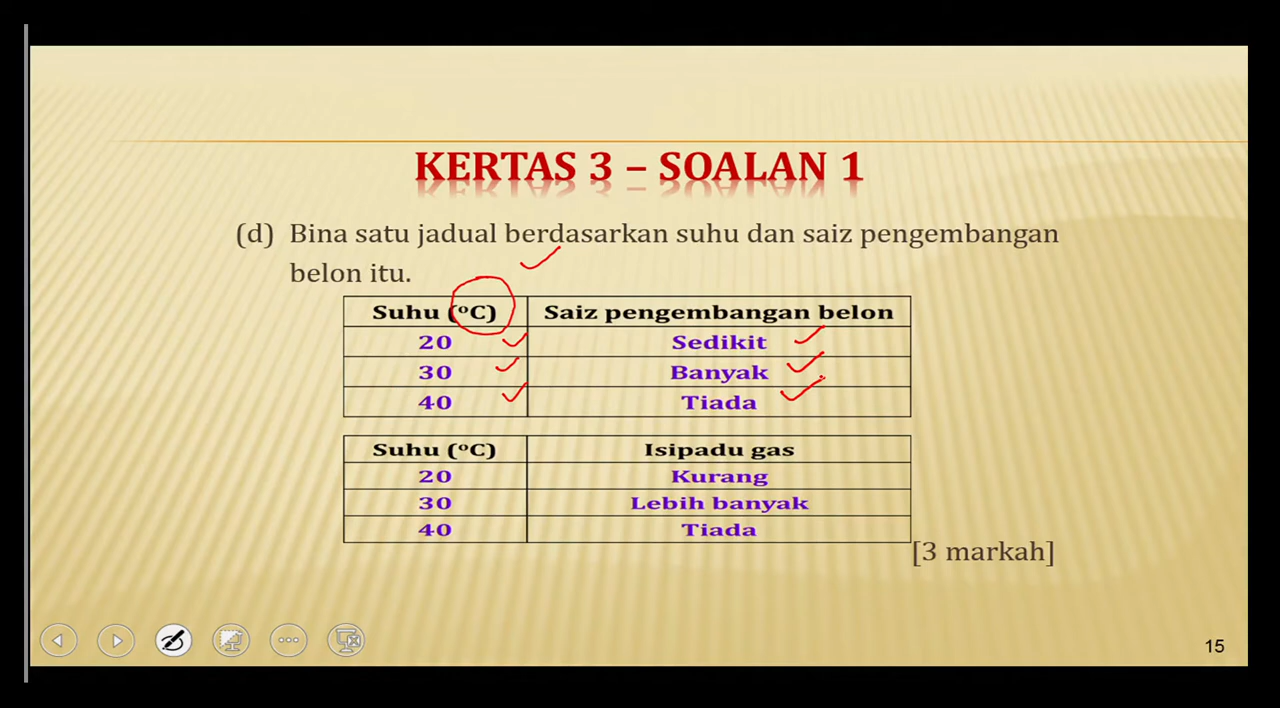 KERTAS 3 – SOALAN 1
(d) Bina satu jadual berdasarkan suhu dan saiz pengembangan
belon itu.
Suhu (°C) Saiz pengembangan belon
20 Sedikit
30 Banyak
40 Tiada
Suhu (°C) Isipadu gas
20 Kurang
30 Lebih banyak
40 Tiada
[3 markah]
15